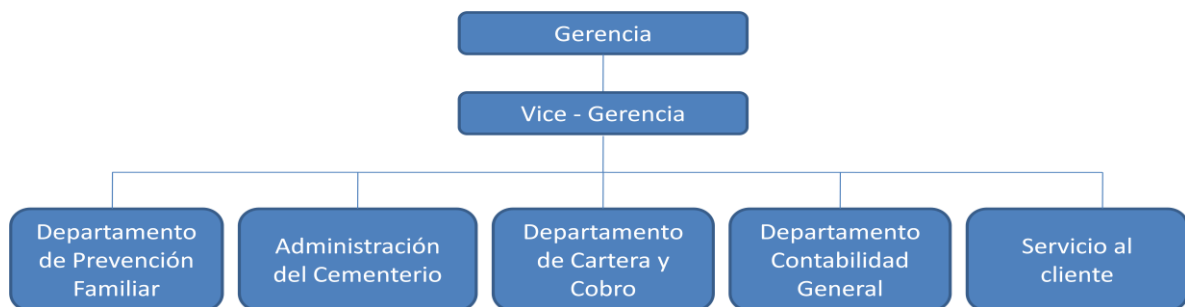 Gerencia
Vice - Gerencia
Departamento
de Prevención
Familiar
Administración
del Cementerio
Departamento
de Cartera y
Cobro
Departamento
Contabilidad
General
Servicio al
cliente